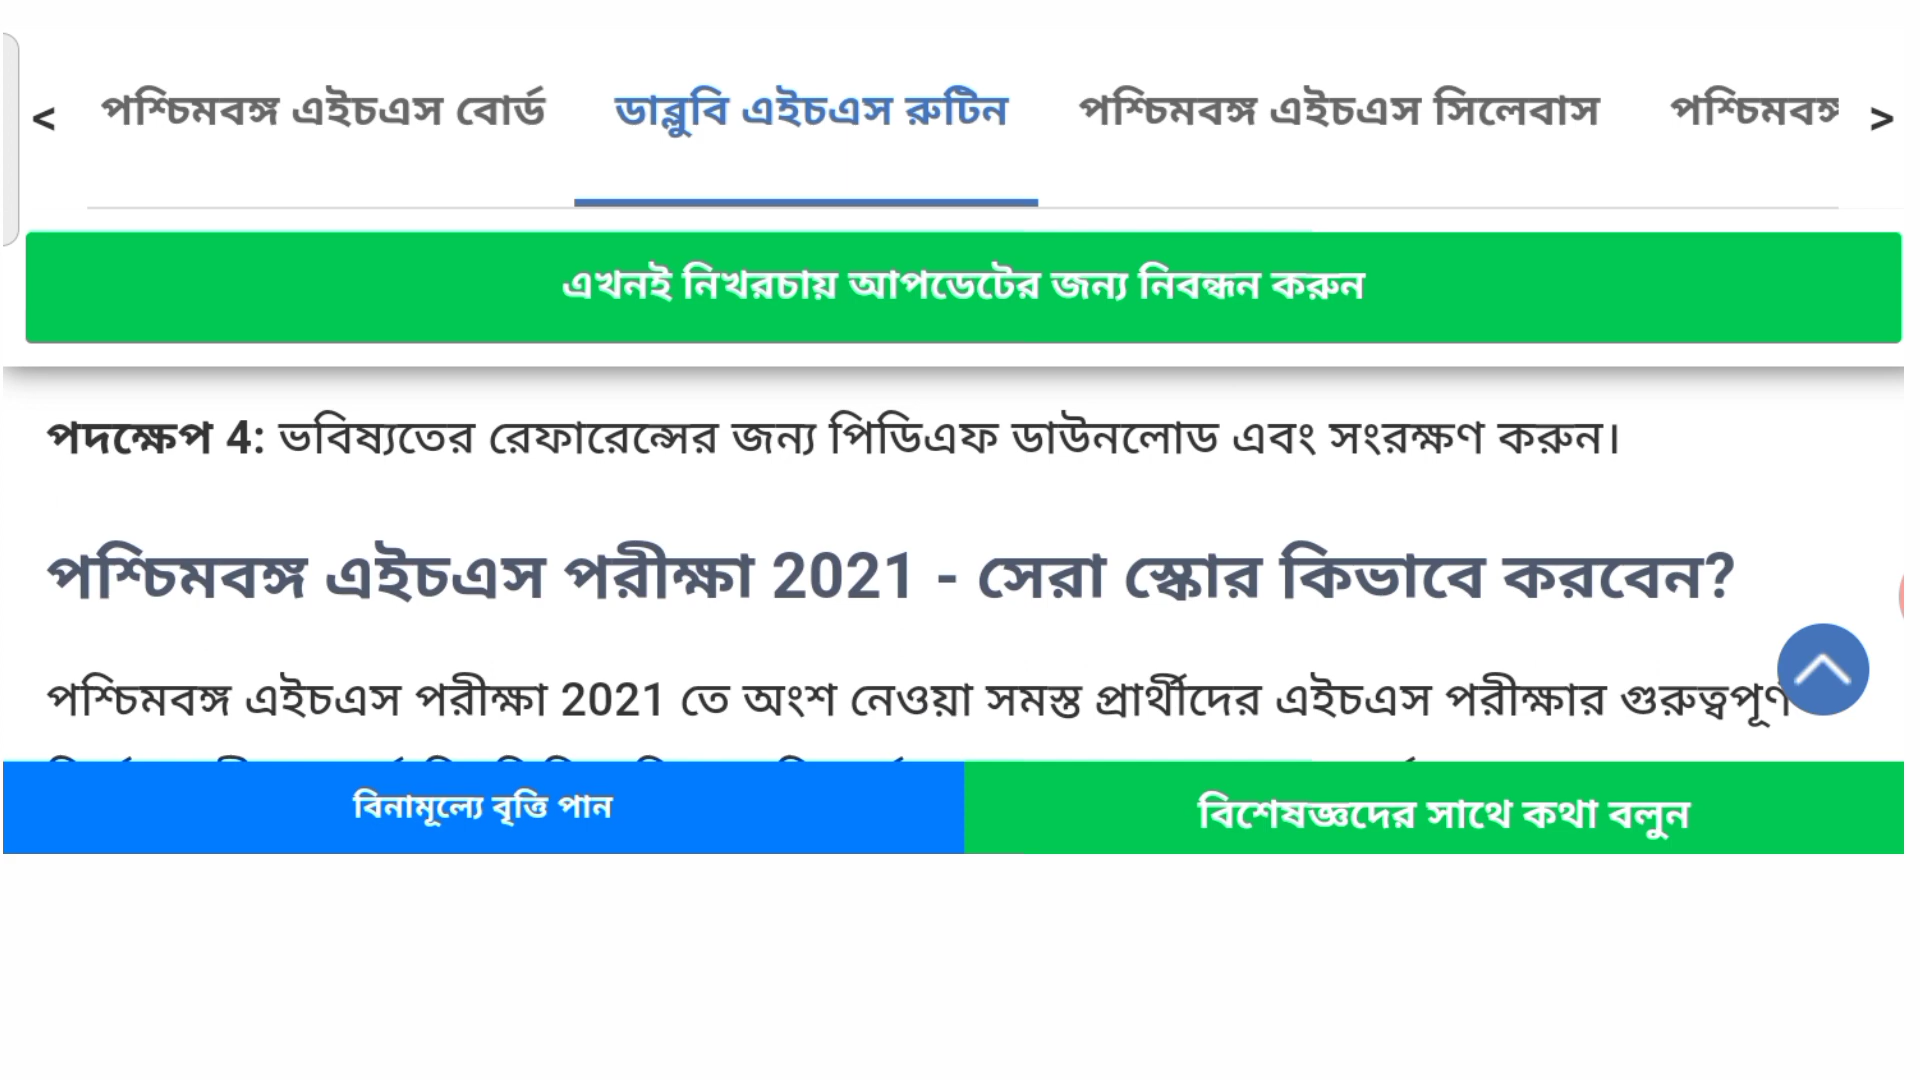 < পশ্চিমবঙ্গ এইচএস বোর্ড ডাব্লুবি এইচএস রুটিন পশ্চিমবঙ্গ এইচএস সিলেবাস পশ্চিমবঙ্গ >
এখনই নিখরচায় আপডেটের জন্য নিবন্ধন করুন
পদক্ষেপ 4: ভবিষ্যতের রেফারেন্সের জন্য পিডিএফ ডাউনলোড এবং সংরক্ষণ করুন।
পশ্চিমবঙ্গ এইচএস পরীক্ষা 2021 - সেরা স্কোর কিভাবে করবেন?
পশ্চিমবঙ্গ এইচএস পরীক্ষা 2021 তে অংশ নেওয়া সমস্ত প্রার্থীদের এইচএস পরীক্ষার গুরুত্বপূর্ণ
বিনামূল্যে বৃত্তি পান বিশেষজ্ঞদের সাথে কথা বলুন